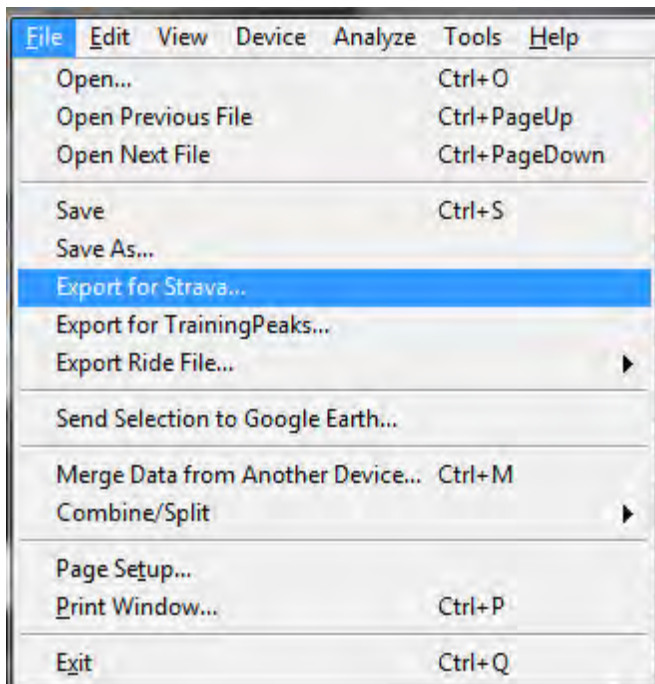 File Edit View Device Analyze Tools Help
Open... Ctrl+O
Open Previous File Ctrl+PageUp
Open Next File Ctrl+PageDown
Save Ctrl+S
Save As...
Export for Strava...
Export for TrainingPeaks...
Export Ride File...
Send Selection to Google Earth...
Merge Data from Another Device... Ctrl+M
Combine/Split
Page Setup...
Print Window... Ctrl+P
Exit Ctrl+Q